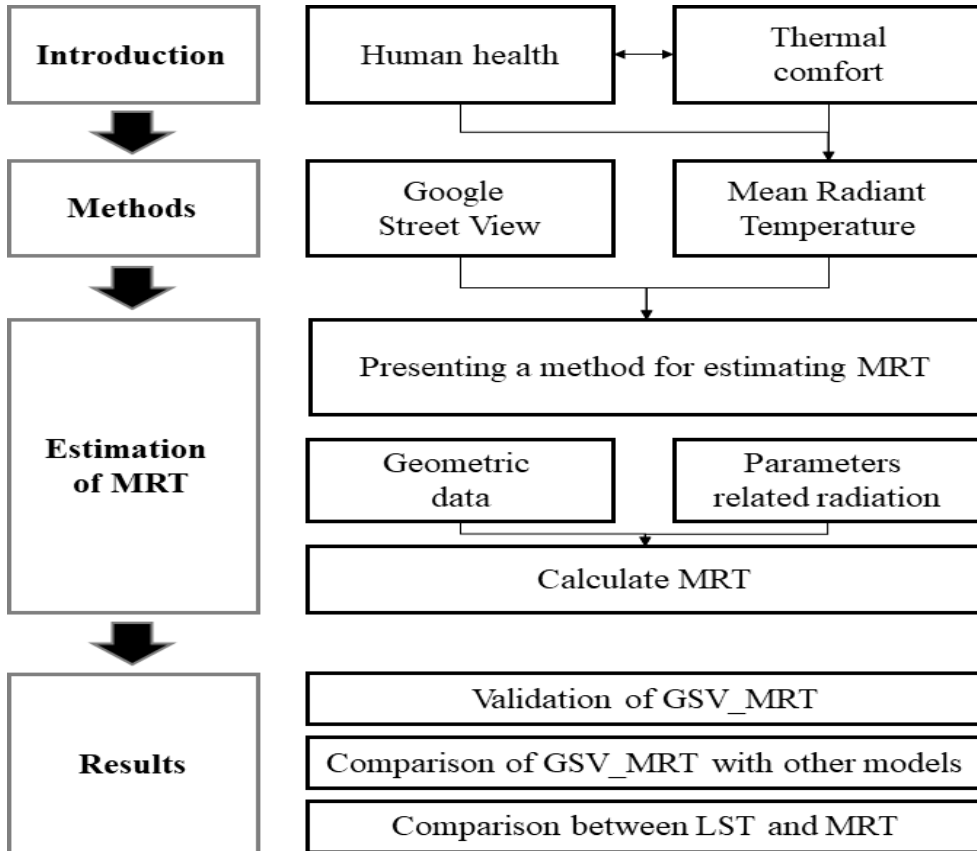 Introduction
Human health
Thermal
comfort
Methods
Google
Street View
Mean Radiant
Temperature
Estimation
of MRT
Presenting a method for estimating MRT
Geometric
data
Parameters
related radiation
Calculate MRT
Results
Validation of GSV_MRT
Comparison of GSV_MRT with other models
Comparison between LST and MRT